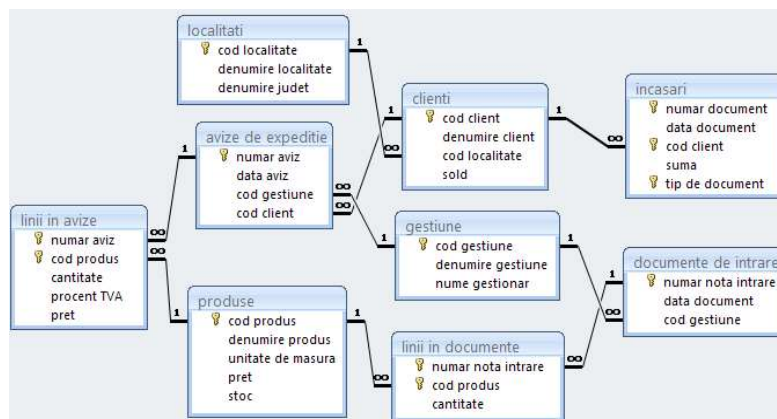 localitati
cod localitate
denumire localitate
denumire judet
1
clienti
cod client
denumire client
cod localitate
sold
1
1
∞
incasari
numar document
data document
cod client
suma
tip de document
∞
avize de expeditie
numar aviz
data aviz
cod gestiune
cod client
1
∞
∞
linii in avize
numar aviz
cod produs
cantitate
procent TVA
pret
∞
∞
gestiune
cod gestiune
denumire gestiune
nume gestionar
1
1
documente de intrare
numar nota intrare
data document
cod gestiune
1
∞
produse
cod produs
denumire produs
unitate de masura
pret
stoc
1
1
linii in documente
numar nota intrare
cod produs
cantitate
∞
∞